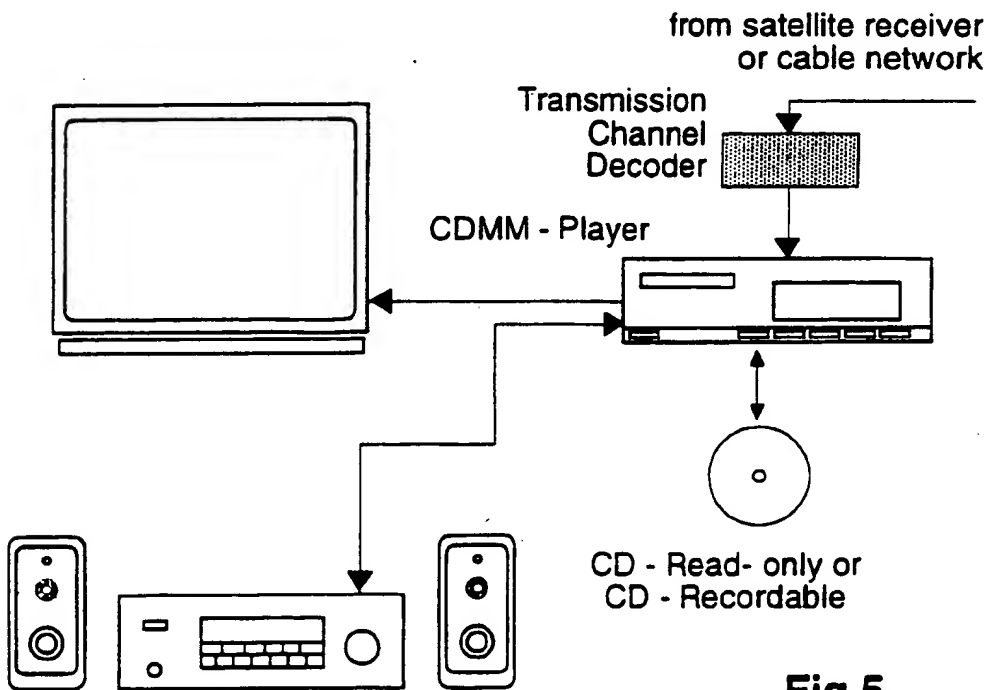 from satellite receiver
or cable network
Transmission
Channel
Decoder
CDMM - Player
CD - Read- only or
CD - Recordable
Fig.5